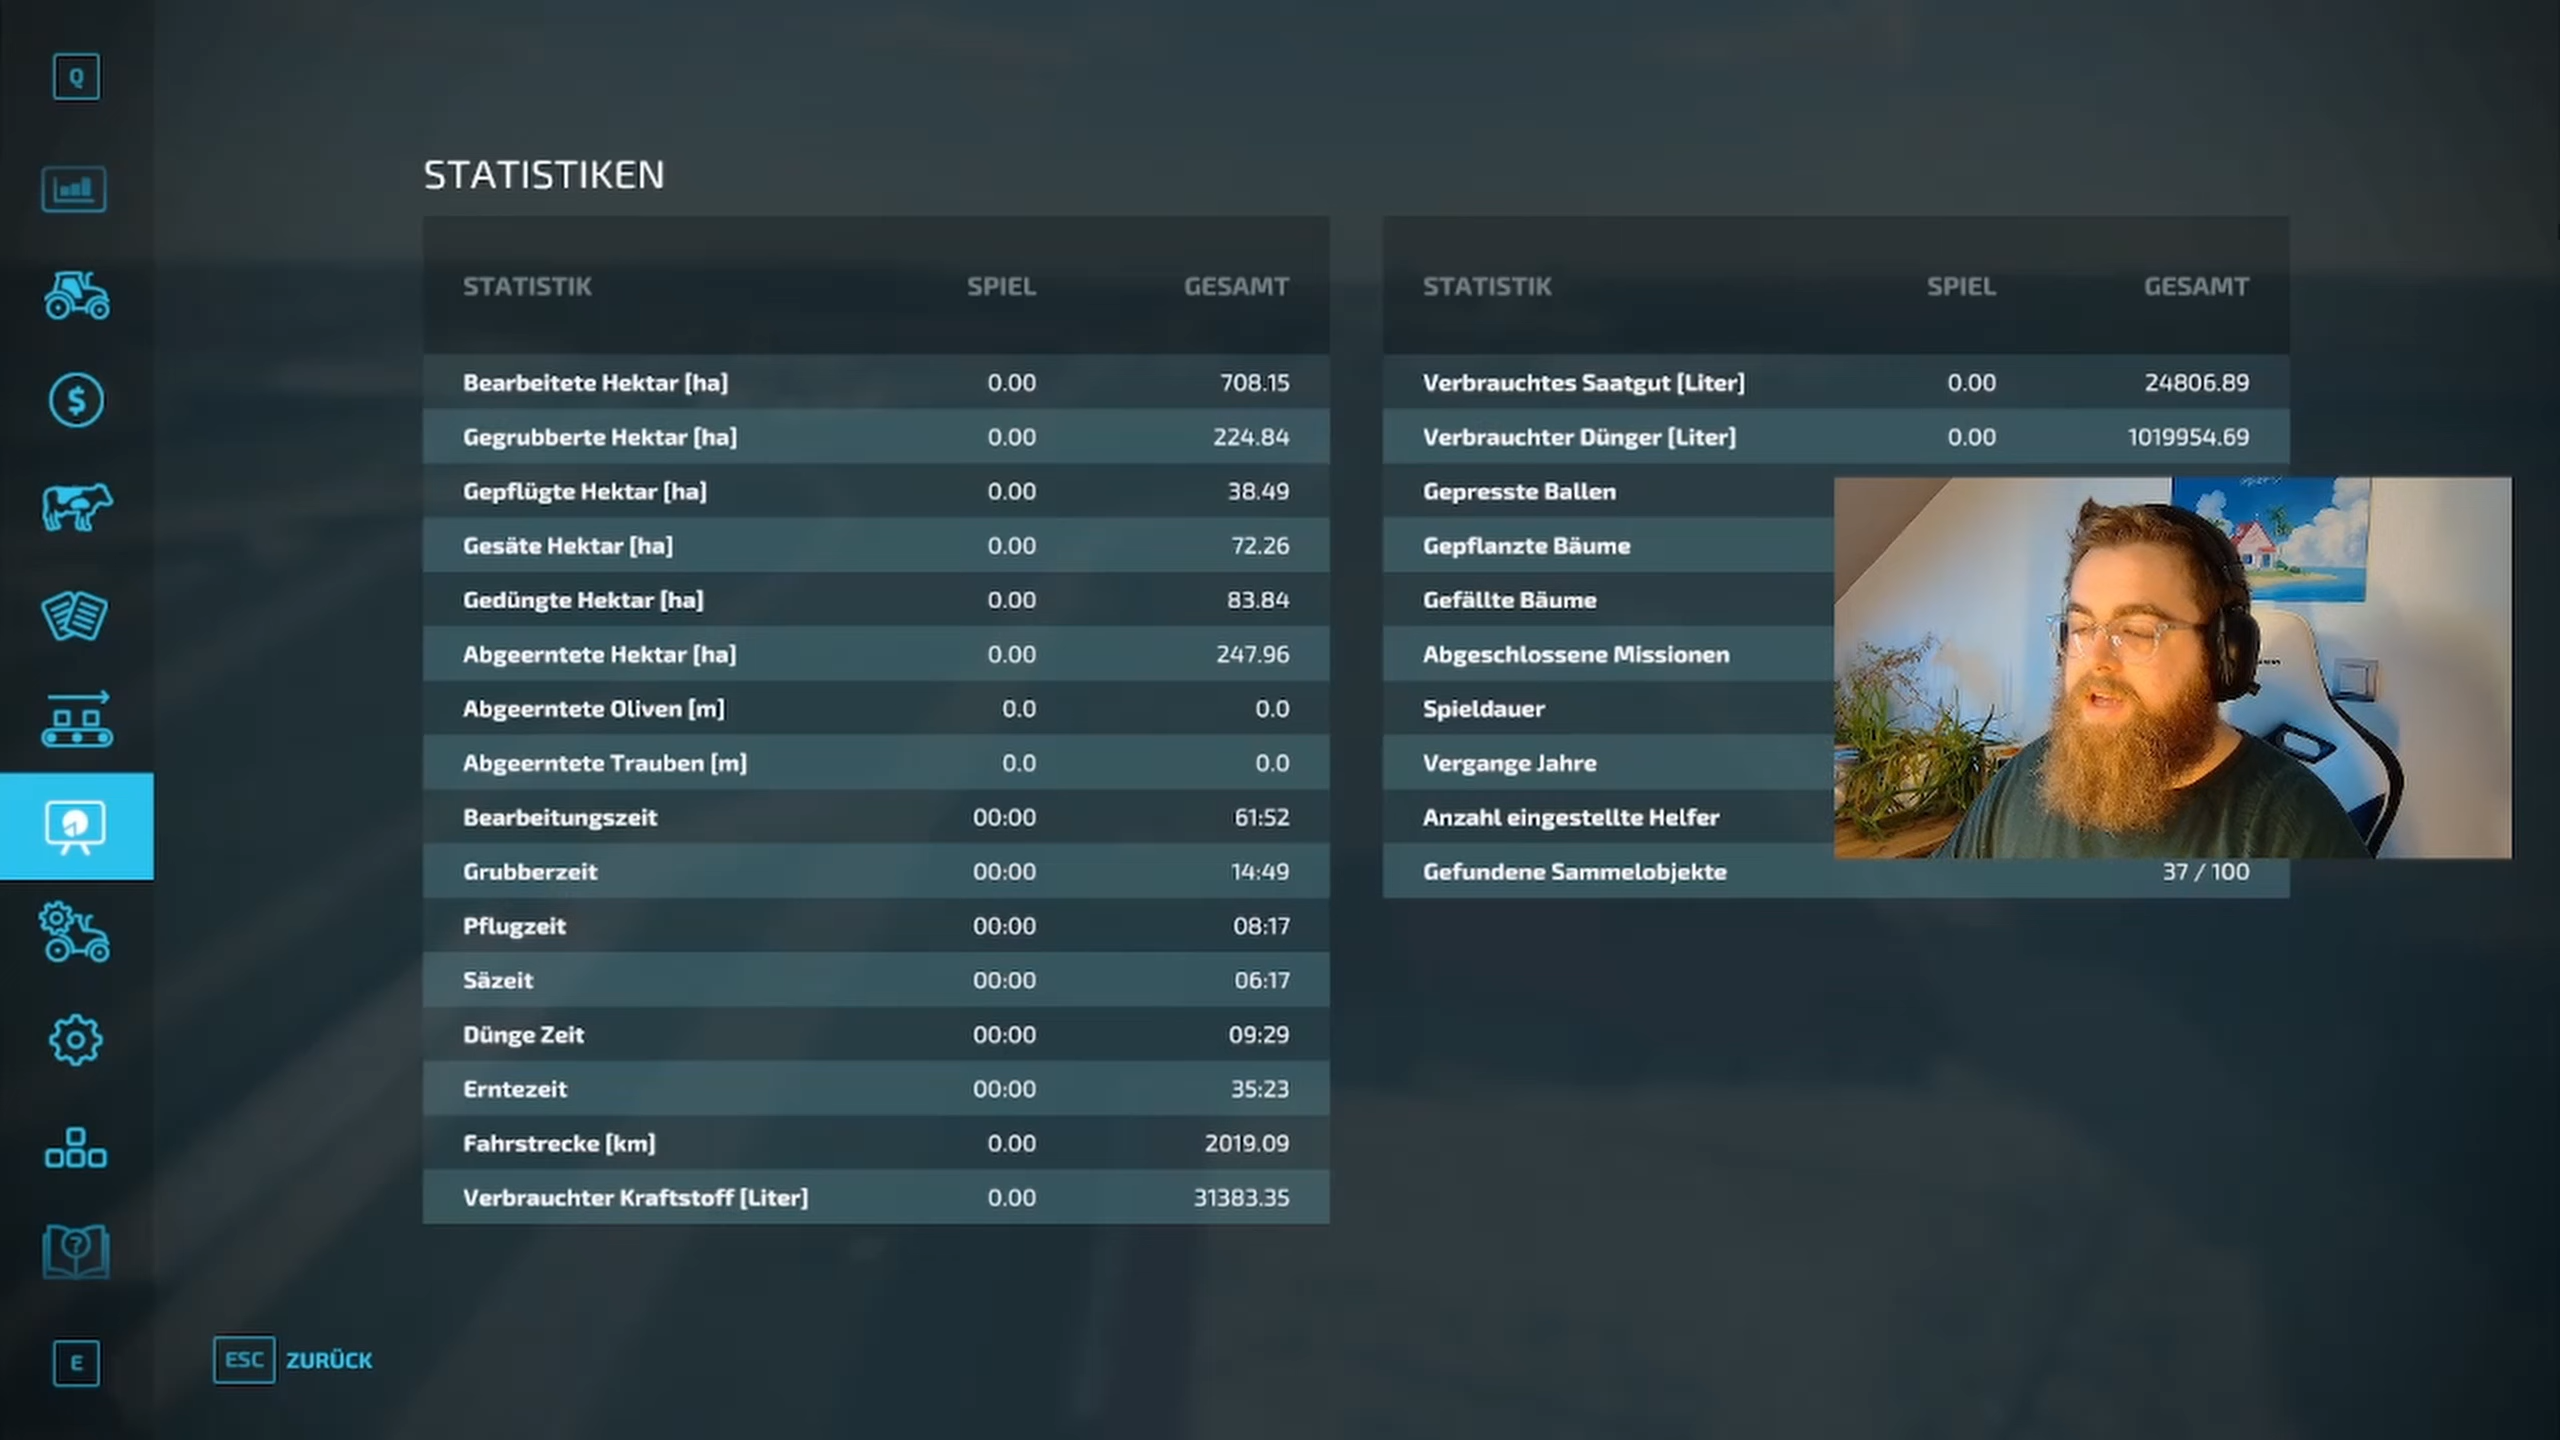 Q
STATISTIKEN
STATISTIK SPIEL GESAMT
Bearbeitete Hektar [ha] 0.00 708.15
Gegrubberte Hektar [ha] 0.00 224.84
Gepflügte Hektar [ha] 0.00 38.49
Gesäte Hektar [ha] 0.00 72.26
Gedüngte Hektar [ha] 0.00 83.84
Abgeerntete Hektar [ha] 0.00 247.96
Abgeerntete Oliven [m] 0.0 0.0
Abgeerntete Trauben [m] 0.0 0.0
Bearbeitungszeit 00:00 61:52
Grubberzeit 00:00 14:49
Pflugzeit 00:00 08:17
Säzeit 00:00 06:17
Dünge Zeit 00:00 09:29
Erntezeit 00:00 35:23
Fahrstrecke [km] 0.00 2019.09
Verbrauchter Kraftstoff [Liter] 0.00 31383.35
STATISTIK SPIEL GESAMT
Verbrauchtes Saatgut [Liter] 0.00 24806.89
Verbrauchter Dünger [Liter] 0.00 1019954.69
Gepresste Ballen
Gepflanzte Bäume
Gefällte Bäume
Abgeschlossene Missionen
Spieldauer
Vergange Jahre
Anzahl eingestellte Helfer
Gefundene Sammelobjekte 37 / 100
E
ESC ZURÜCK